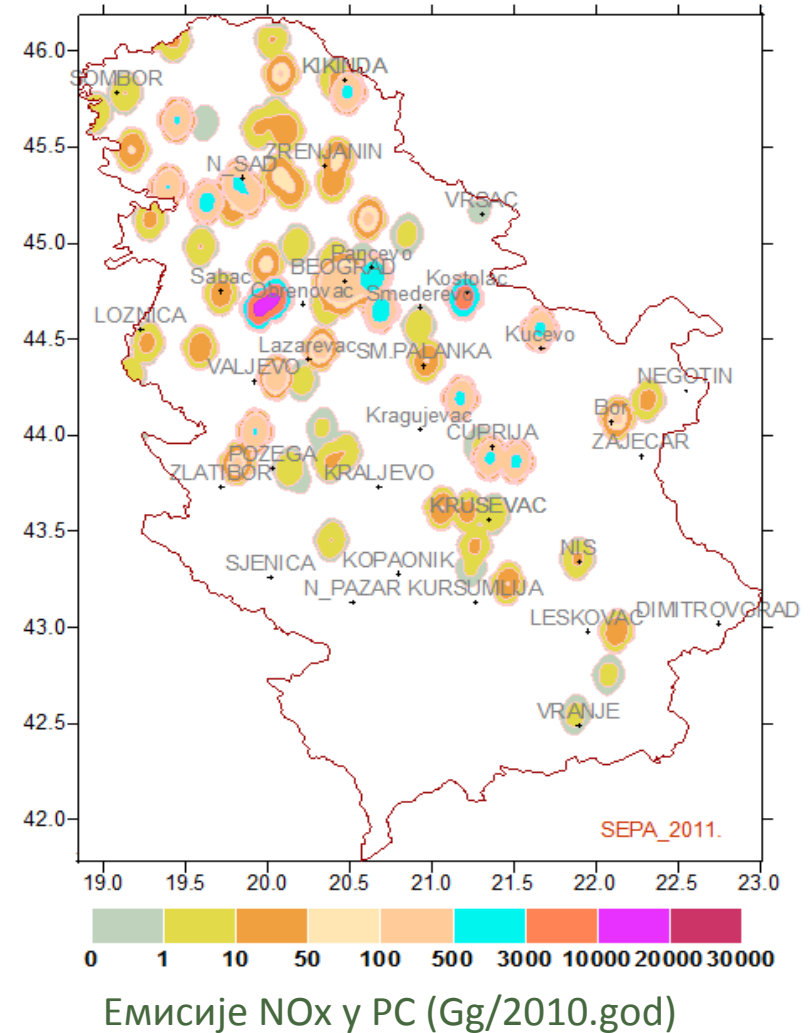 46.0
KIKINDA
SOMBOR
45.5
ZRENJANIN
N_SAD
VRSAC
45.0
Pancevo
BEOGRAD
Sabac
Obrenovac
Kostolac
Smederevo
44.5
LOZNICA
Kucevo
Lazarevac
SM.PALANKA
VALJEVO
NEGOTIN
Bor
44.0
Kragujevac
CUPRIJA
ZAJECAR
POZEGA
ZLATIBOR
KRALJEVO
43.5
KRUSEVAC
NIS
SJENICA
KOPAONIK
N_PAZAR
KURSUMLIJA
43.0
LESKOVAC
DIMITROVGRAD
VRANJE
42.5
42.0
SEPA_2011.
19.0 19.5 20.0 20.5 21.0 21.5 22.0 22.5 23.0
0 1 10 50 100 500 3000 10000 20000 30000
Емисије NOx у РС (Gg/2010.god)